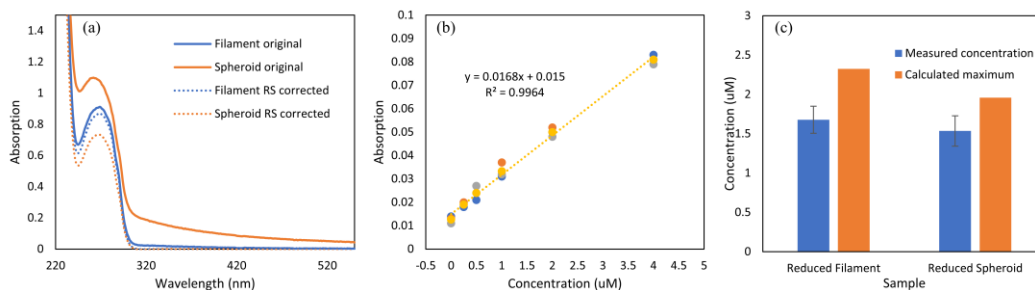 (a)
Absorption
1.4
1.2
1
0.8
0.6
0.4
0.2
0
220
320
420
520
Wavelength (nm)
Filament original
Spheroid original
Filament RS corrected
Spheroid RS corrected
(b)
Absorption
0.1
0.09
0.08
0.07
0.06
0.05
0.04
0.03
0.02
0.01
0
y = 0.0168x + 0.015
R² = 0.9964
-0.5 0 0.5 1 1.5 2 2.5 3 3.5 4 4.5 5
Concentration (uM)
(c)
Concentration (uM)
3
2.5
2
1.5
1
0.5
0
Measured concentration
Calculated maximum
Reduced Filament
Reduced Spheroid
Sample